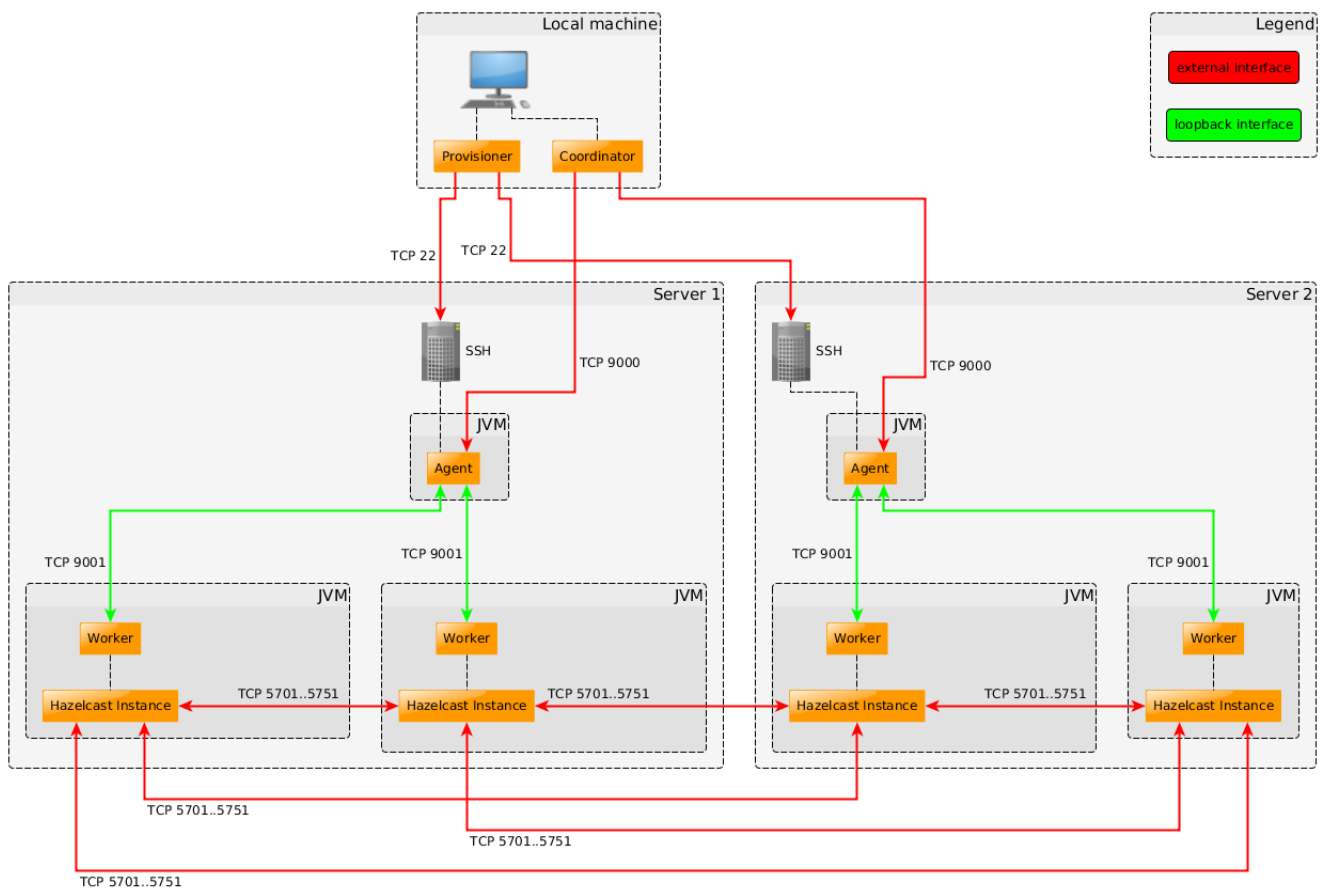 Local machine
Legend
external interface
loopback interface
Provisioner
Coordinator
TCP 22
TCP 22
Server 1
Server 2
SSH
SSH
TCP 9000
TCP 9000
JVM
JVM
Agent
Agent
TCP 9001
TCP 9001
TCP 9001
TCP 9001
JVM
JVM
JVM
JVM
Worker
Worker
Worker
Worker
TCP 5701..5751
TCP 5701..5751
TCP 5701..5751
Hazelcast Instance
Hazelcast Instance
Hazelcast Instance
Hazelcast Instance
TCP 5701..5751
TCP 5701..5751
TCP 5701..5751